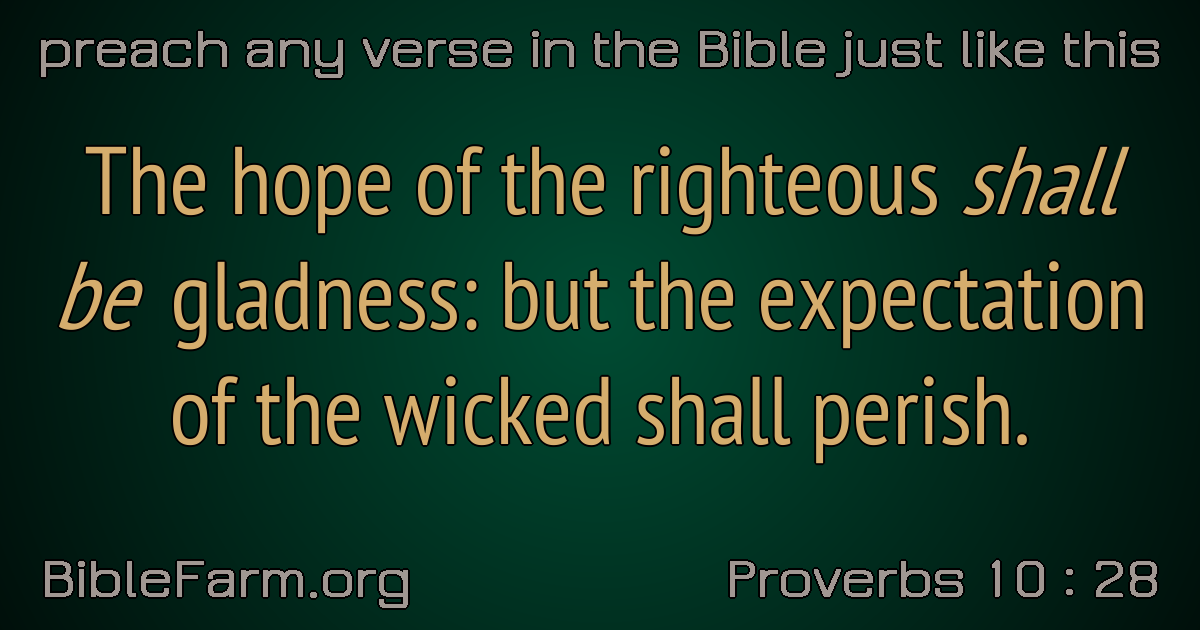 preach any verse in the Bible just like this
The hope of the righteous shall
be gladness: but the expectation
of the wicked shall perish.
BibleFarm.org
Proverbs 10 : 28